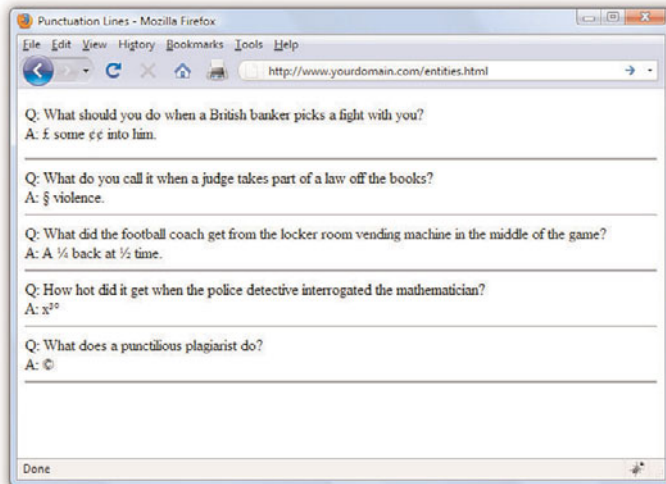 Punctuation Lines - Mozilla Firefox
File Edit View History Bookmarks Tools Help
http://www.yourdomain.com/entities.html
Q: What should you do when a British banker picks a fight with you?
A: £ some ¢¢ into him.
Q: What do you call it when a judge takes part of a law off the books?
A: § violence.
Q: What did the football coach get from the locker room vending machine in the middle of the game?
A: A ¼ back at ½ time.
Q: How hot did it get when the police detective interrogated the mathematician?
A: x³°
Q: What does a punctilious plagiarist do?
A: ©
Done